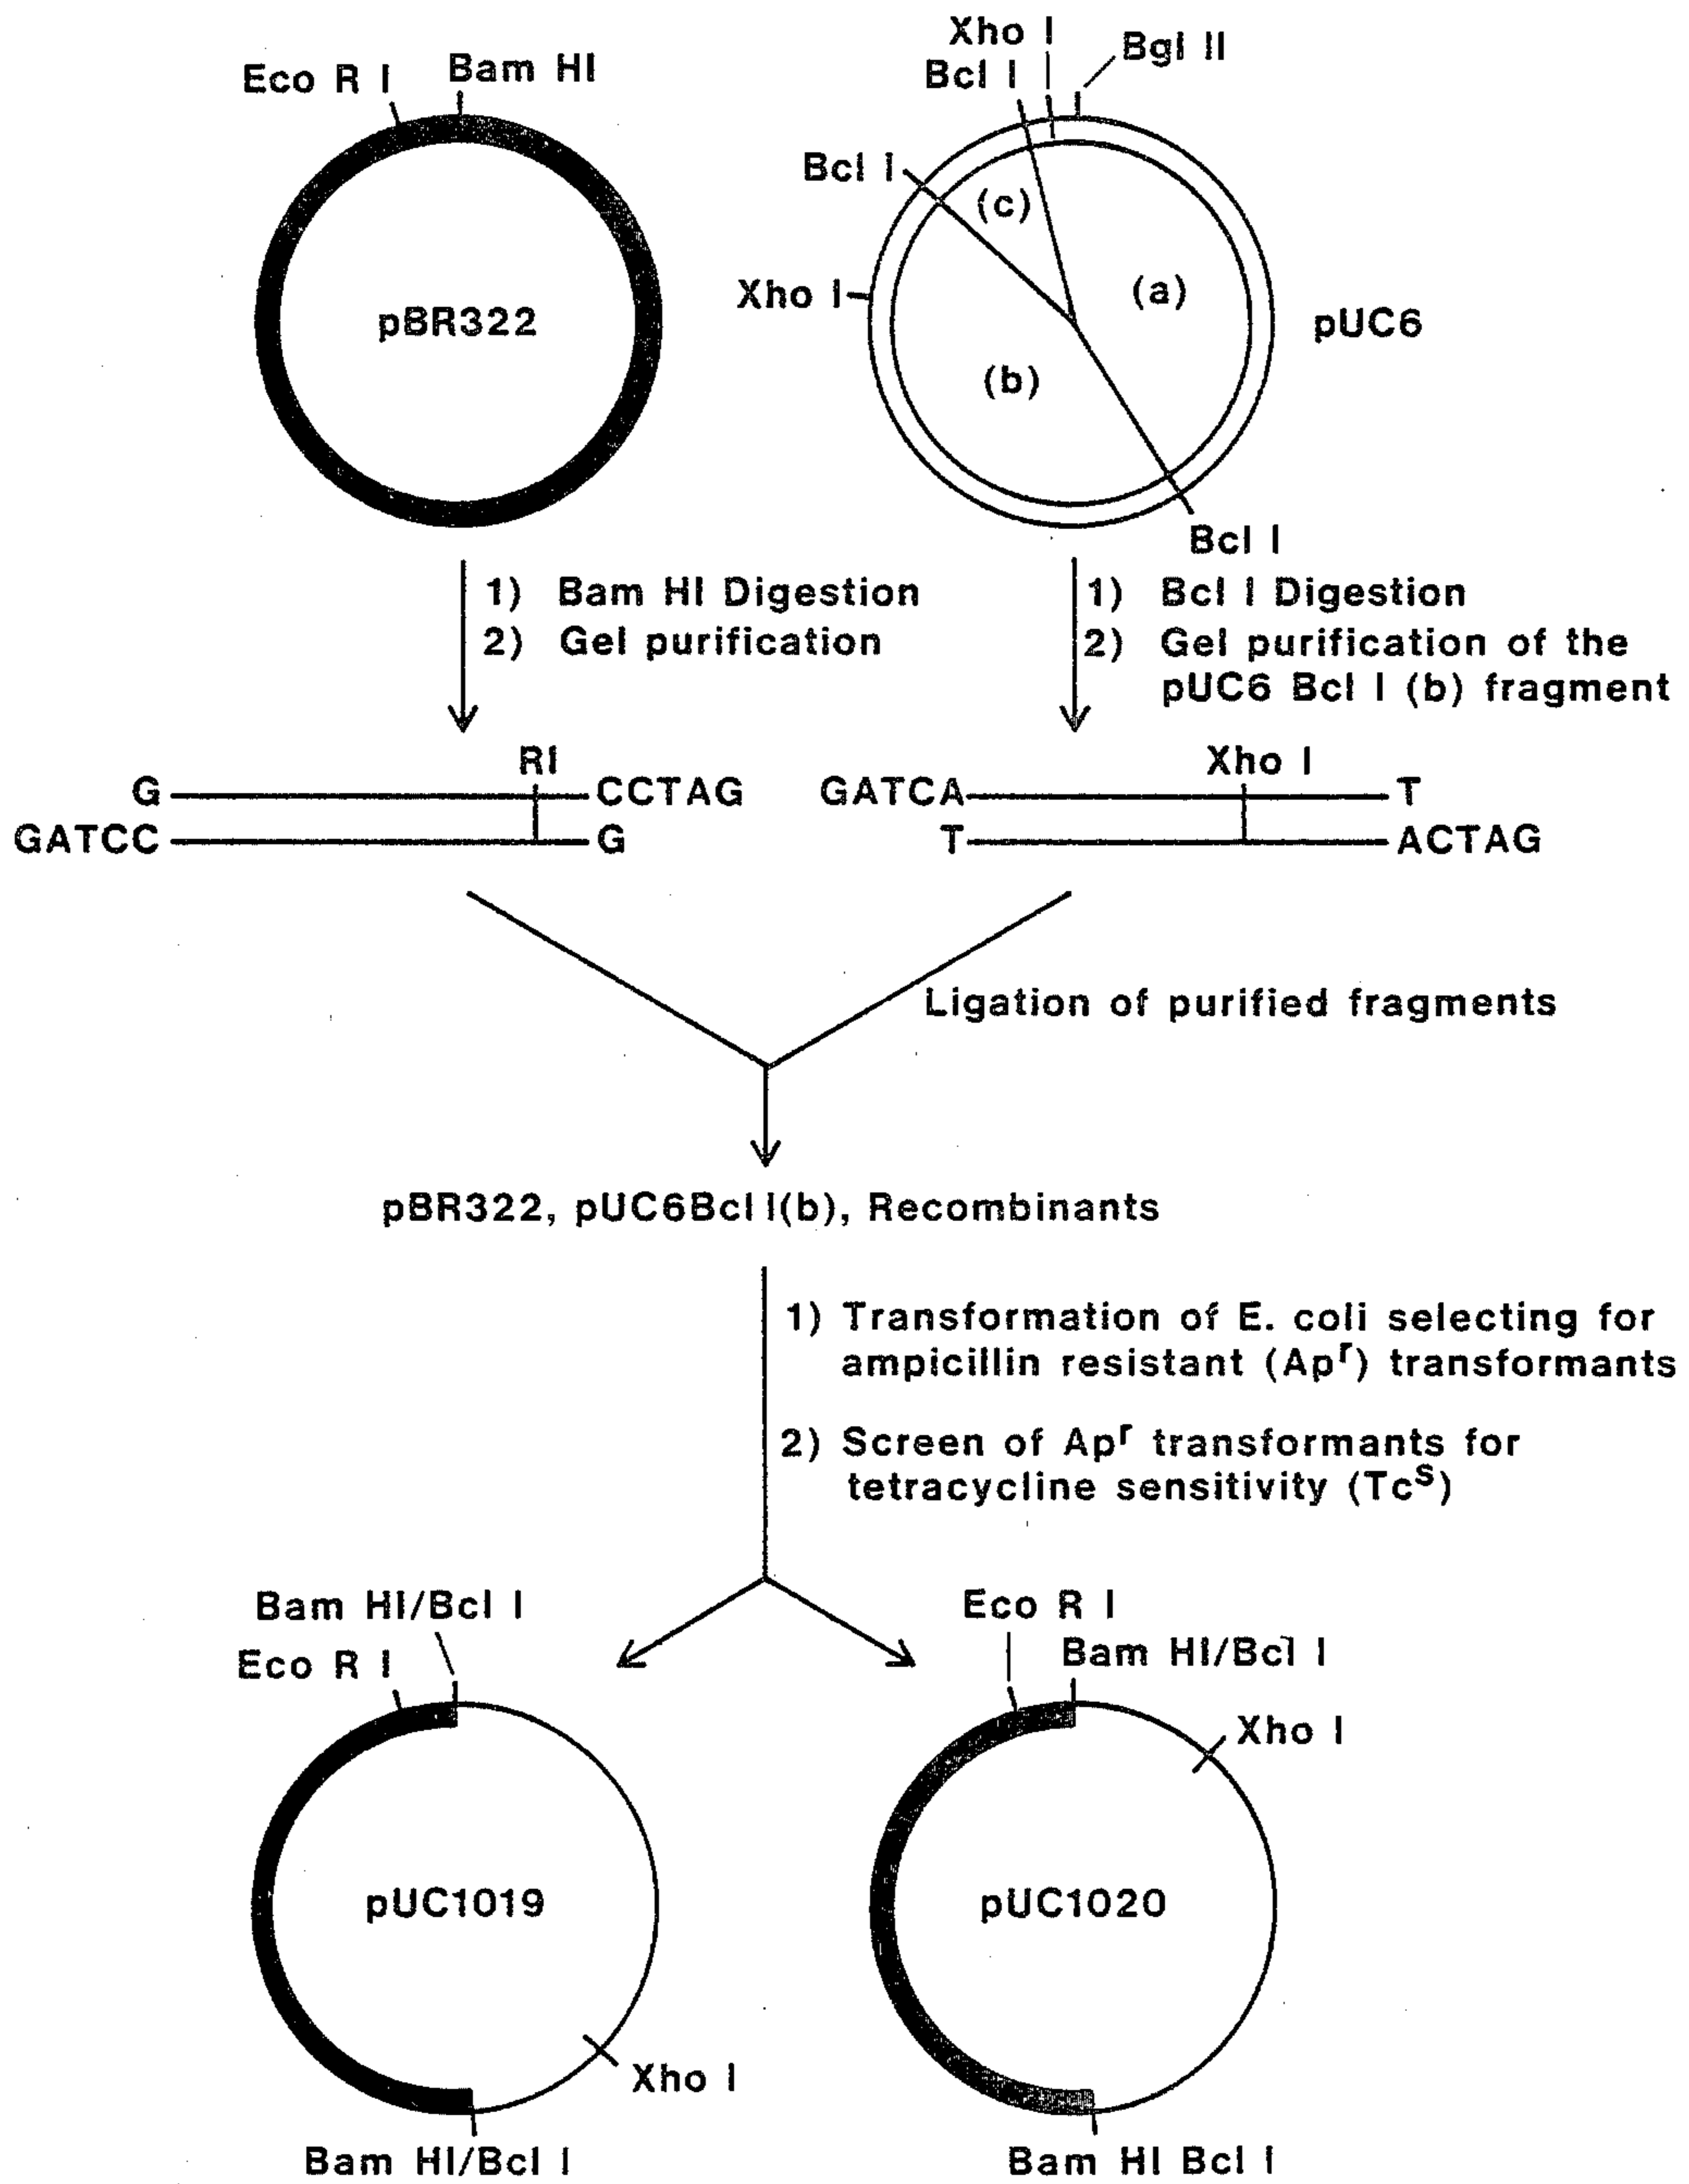 Eco R I
Bam HI
pBR322
Xho I
Bcl I
Bgl II
Bcl I
(c)
Xho I
(a)
(b)
pUC6
Bcl I
1) Bam HI Digestion
2) Gel purification
1) Bcl I Digestion
2) Gel purification of the
pUC6 Bcl I (b) fragment
RI
G CCTAG
GATCC G
Xho I
GATCA T
T ACTAG
Ligation of purified fragments
pBR322, pUC6Bcl I(b), Recombinants
1) Transformation of E. coli selecting for
ampicillin resistant (Apʳ) transformants
2) Screen of Apʳ transformants for
tetracycline sensitivity (Tcˢ)
Bam HI/Bcl I
Eco R I
pUC1019
Xho I
Bam HI/Bcl I
Eco R I
Bam HI/Bcl I
Xho I
pUC1020
Bam HI Bcl I